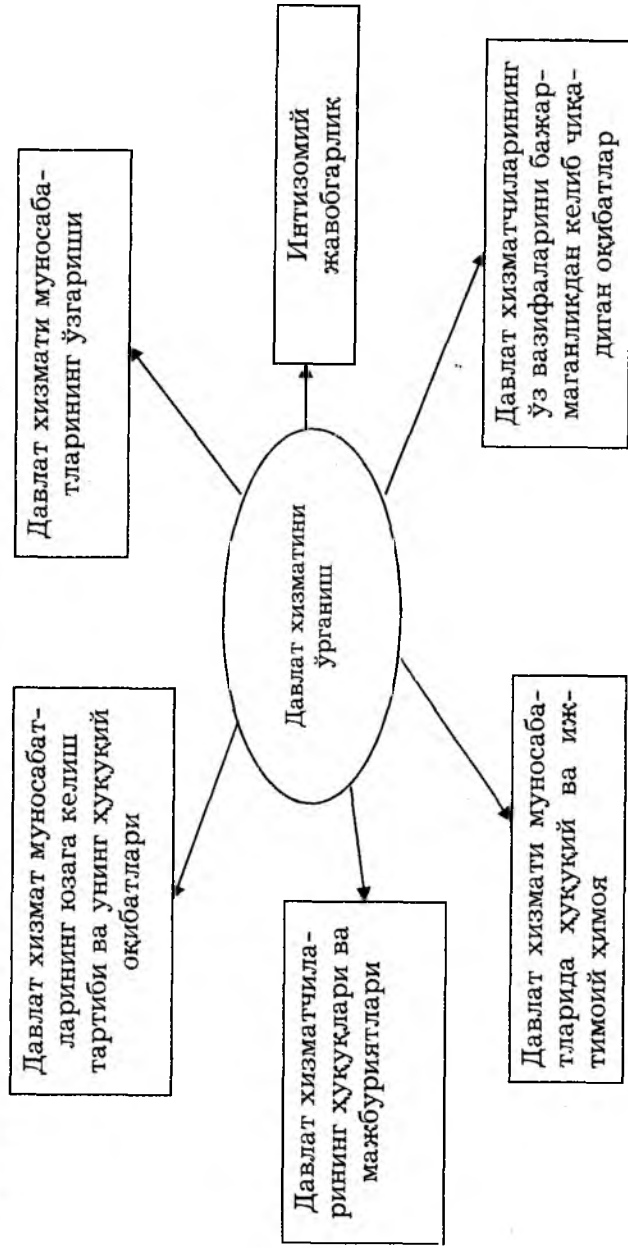 Давлат хизмат муносабат-
ларининг юзага келиш
тартиби ва унинг ҳуқуқий
оқибатлари
Давлат хизмати муносаба-
тларининг ўзгариши
Давлат хизматчила-
рининг ҳуқуқлари ва
мажбуриятлари
Давлат хизматини
ўрганиш
Интизомий
жавобгарлик
Давлат хизмати муносаба-
тларида ҳуқуқий ва иж-
тимоий ҳимоя
Давлат хизматчиларининг
ўз вазифаларини бажар-
маганликдан келиб чиқа-
диган оқибатлар